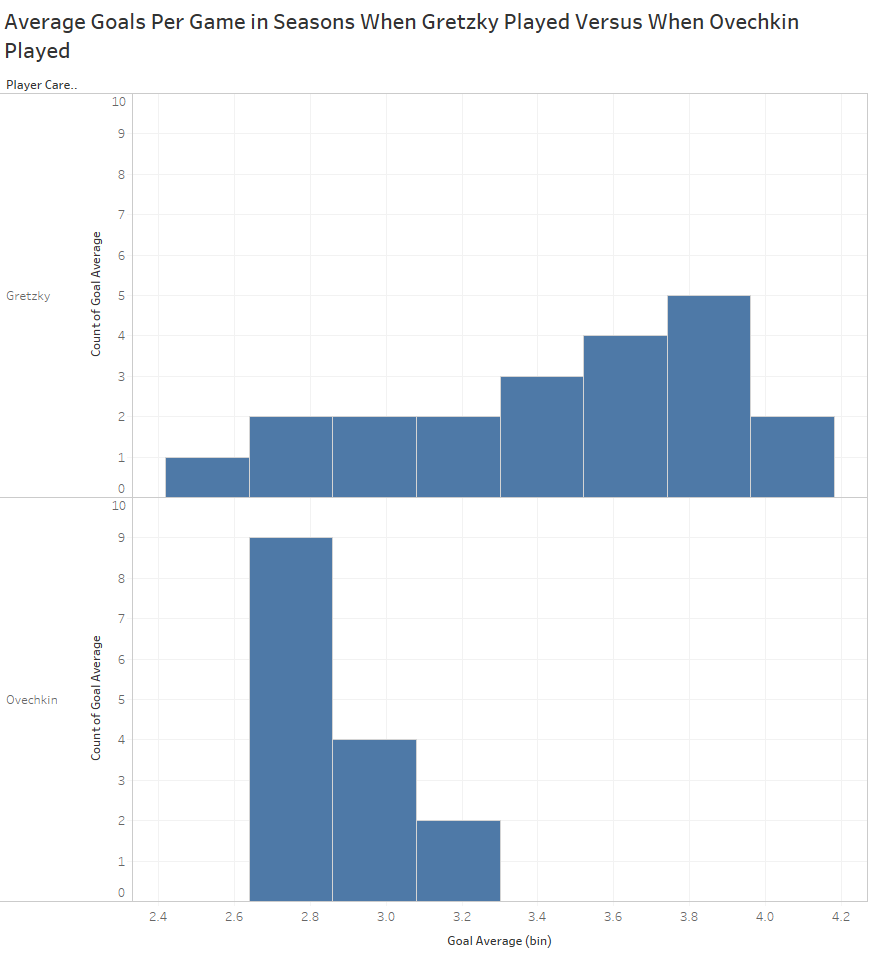 Average Goals Per Game in Seasons When Gretzky Played Versus When Ovechkin
Played
Player Care..
10
9
8
7
6
5
4
3
2
1
0
Count of Goal Average
Gretzky
10
9
8
7
6
5
4
3
2
1
0
Count of Goal Average
Ovechkin
2.4 2.6 2.8 3.0 3.2 3.4 3.6 3.8 4.0 4.2
Goal Average (bin)